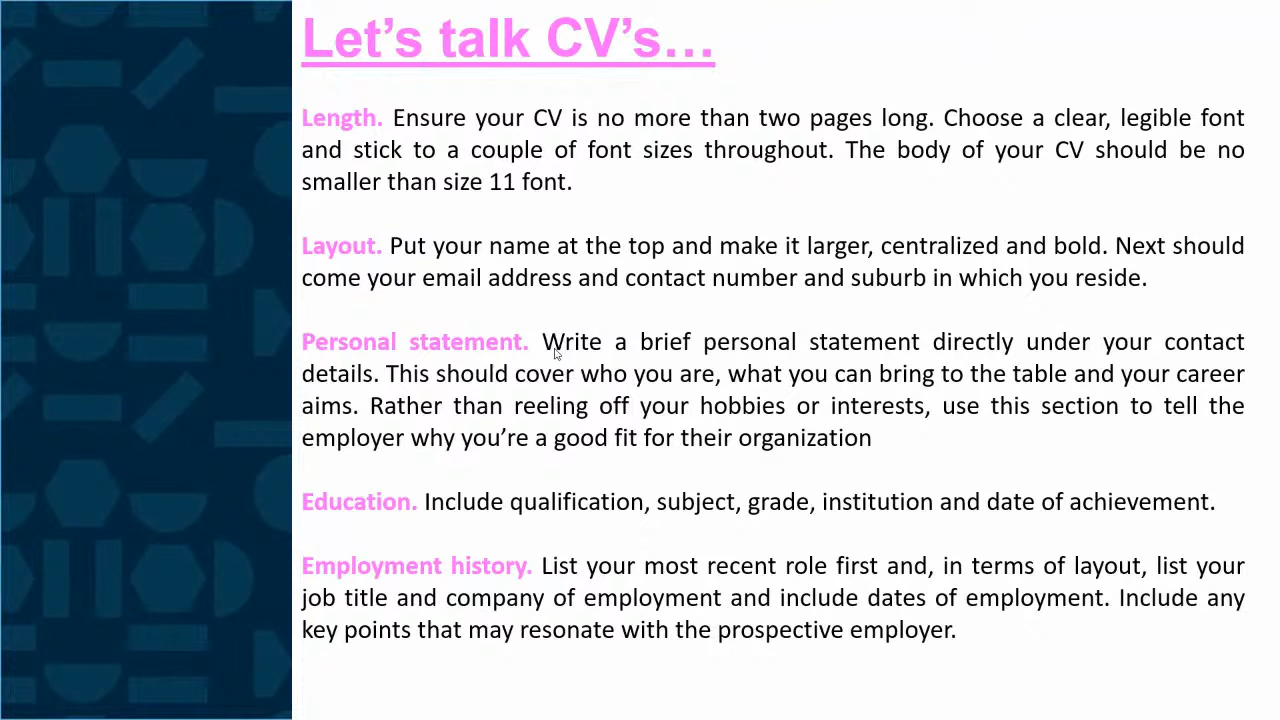 Let’s talk CV’s…
Length. Ensure your CV is no more than two pages long. Choose a clear, legible font
and stick to a couple of font sizes throughout. The body of your CV should be no
smaller than size 11 font.
Layout. Put your name at the top and make it larger, centralized and bold. Next should
come your email address and contact number and suburb in which you reside.
Personal statement. Write a brief personal statement directly under your contact
details. This should cover who you are, what you can bring to the table and your career
aims. Rather than reeling off your hobbies or interests, use this section to tell the
employer why you’re a good fit for their organization
Education. Include qualification, subject, grade, institution and date of achievement.
Employment history. List your most recent role first and, in terms of layout, list your
job title and company of employment and include dates of employment. Include any
key points that may resonate with the prospective employer.